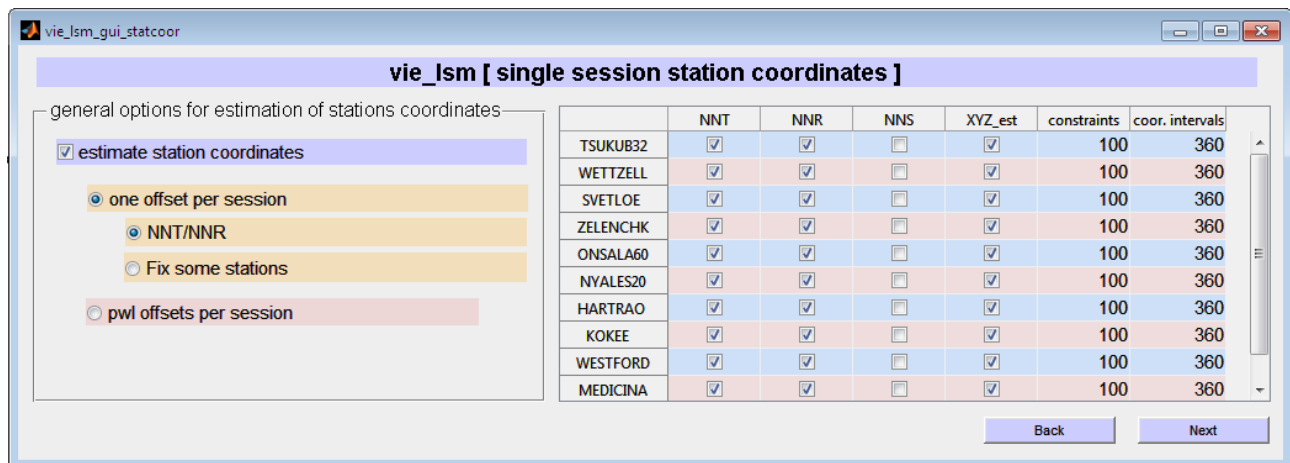 vie_lsm_gui_statcoor
vie_lsm [ single session station coordinates ]
general options for estimation of stations coordinates
estimate station coordinates
one offset per session
NNT/NNR
Fix some stations
pwl offsets per session
NNT NNR NNS XYZ_est constraints coor. intervals
TSUKUB32 100 360
WETTZELL 100 360
SVETLOE 100 360
ZELENCHK 100 360
ONSALA60 100 360
NYALES20 100 360
HARTRAO 100 360
KOKEE 100 360
WESTFORD 100 360
MEDICINA 100 360
Back Next